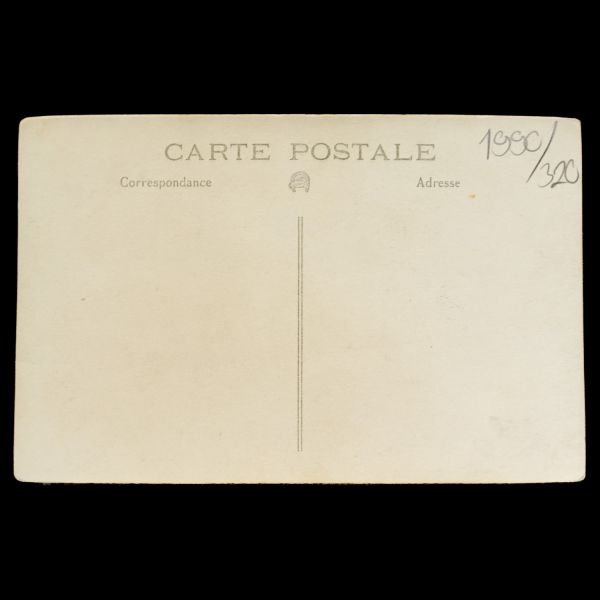 CARTE POSTALE
1990/320
Correspondance
Adresse